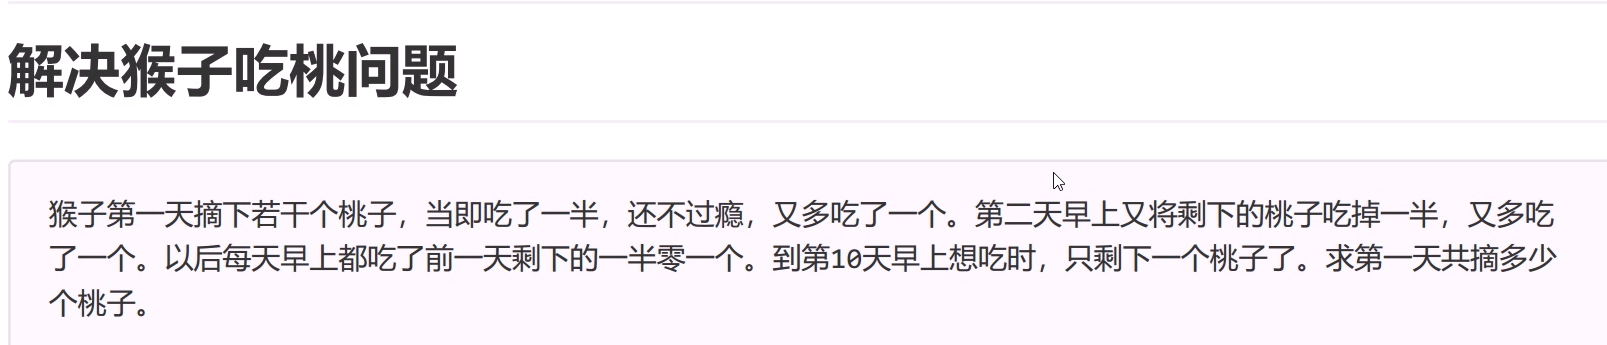 解决猴子吃桃问题
猴子第一天摘下若干个桃子，当即吃了一半，还不过瘾，又多吃了一个。第二天早上又将剩下的桃子吃掉一半，又多吃
了一个。以后每天早上都吃了前一天剩下的一半零一个。到第10天早上想吃时，只剩下一个桃子了。求第一天共摘多少
个桃子。